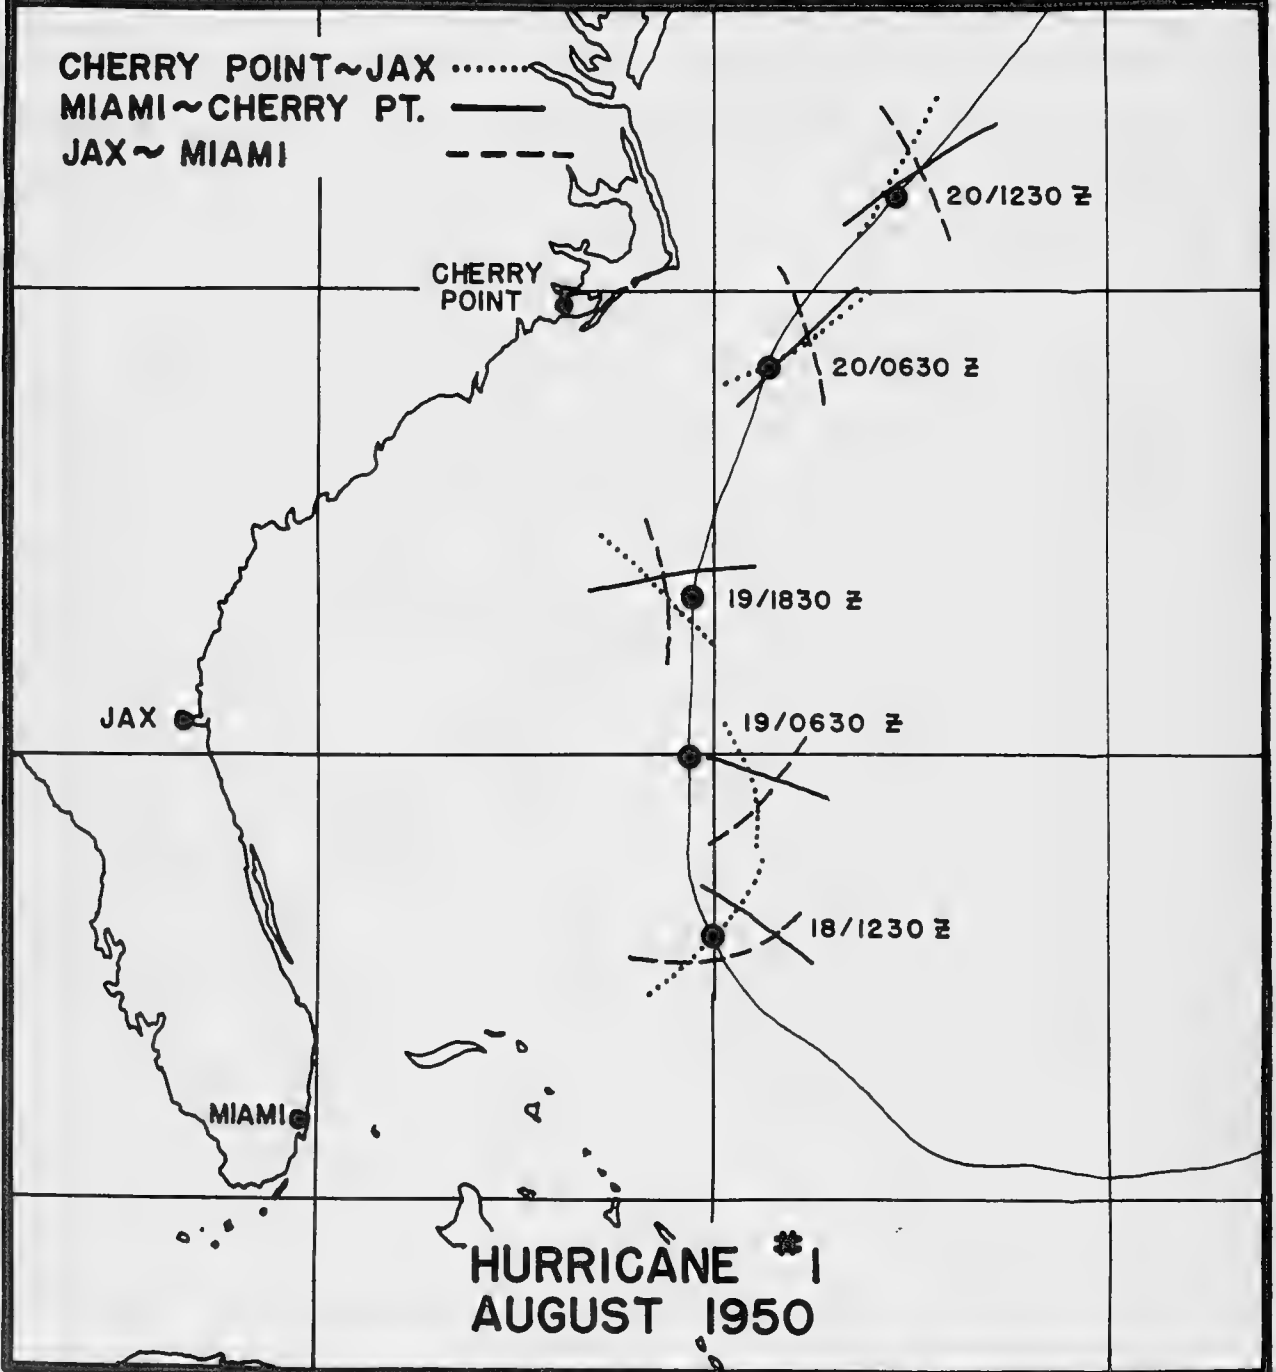 CHERRY POINT~JAX
MIAMI~CHERRY PT.
JAX~ MIAMI
20/1230 Z
CHERRY
POINT
20/0630 Z
19/1830 Z
JAX
19/0630 Z
18/1230 Z
MIAMI
HURRICANE #1
AUGUST 1950